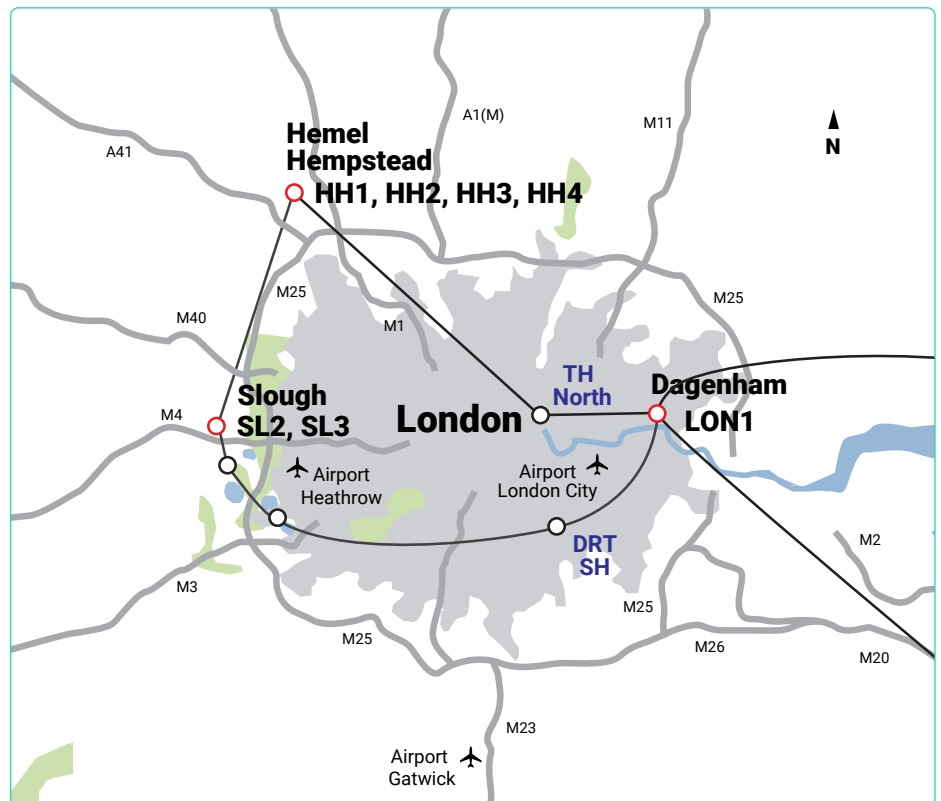 A1(M)
M11
Hemel
Hempstead
HH1, HH2, HH3, HH4
A41
N
M25
M25
M40
M1
TH
North
Dagenham
LON1
Slough
SL2, SL3
London
M4
Airport
Heathrow
Airport
London City
DRT
SH
M2
M3
M25
M25
M26
M20
M23
Airport
Gatwick